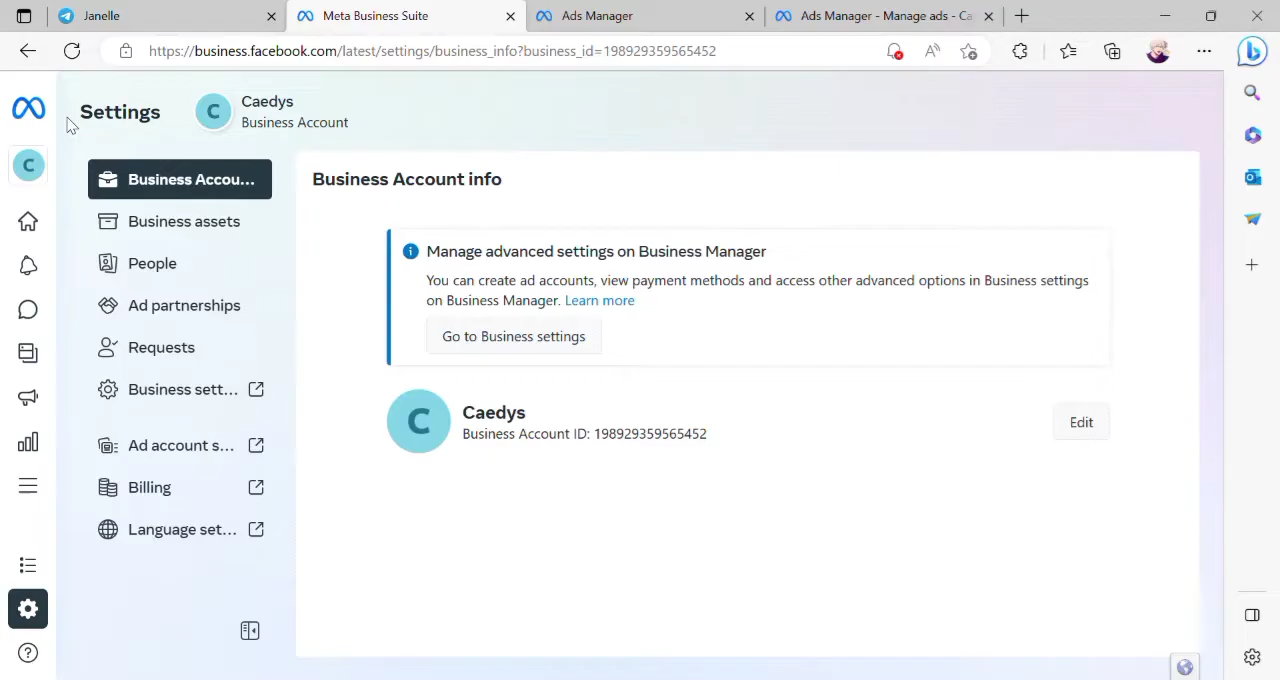 Janelle
Meta Business Suite
Ads Manager
Ads Manager - Manage ads - Ca
https://business.facebook.com/latest/settings/business_info?business_id=198929359565452
Settings
C
Caedys
Business Account
C
Business Accou...
Business assets
People
Ad partnerships
Requests
Business sett...
Ad account s...
Billing
Language set...
Business Account info
Manage advanced settings on Business Manager
You can create ad accounts, view payment methods and access other advanced options in Business settings
on Business Manager. Learn more
Go to Business settings
C
Caedys
Business Account ID: 198929359565452
Edit